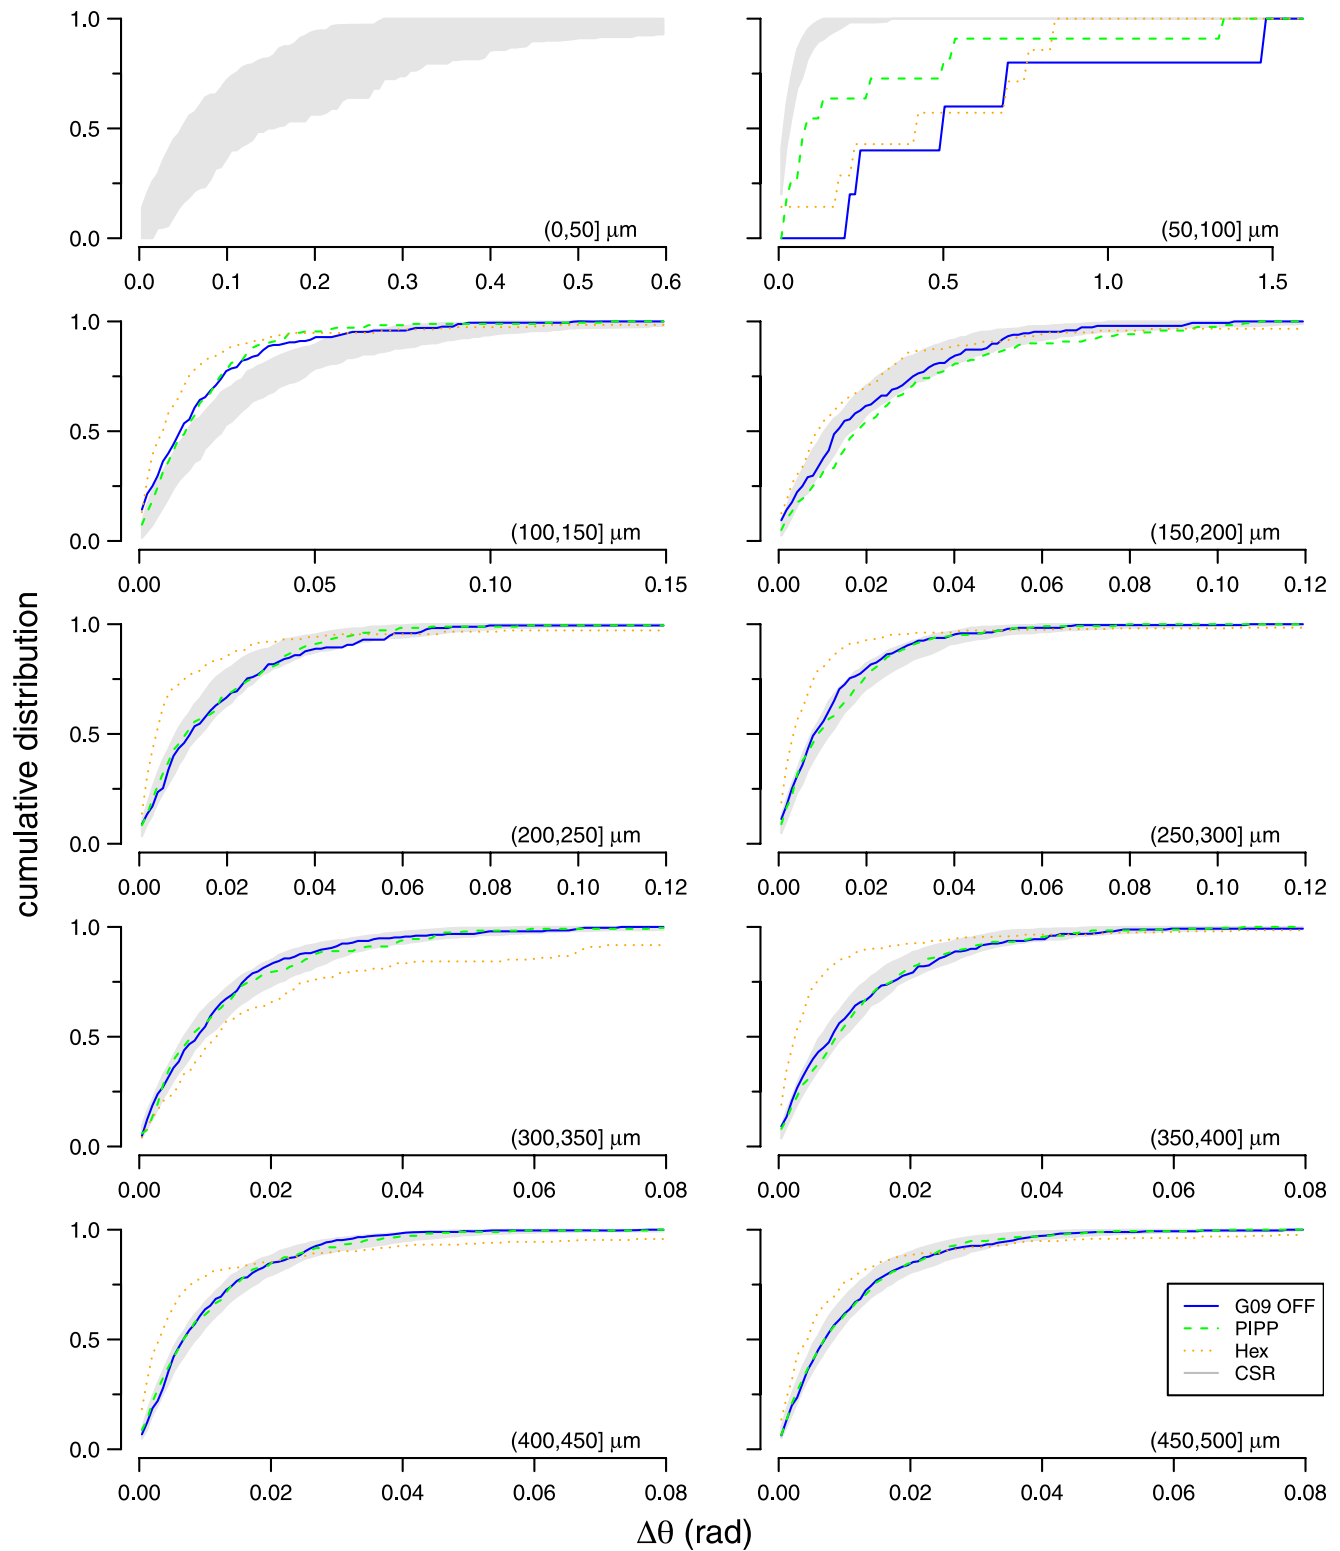 1.0
0.5
0.0
(0,50] μm
0.0 0.1 0.2 0.3 0.4 0.5 0.6
(50,100] μm
0.0 0.5 1.0 1.5
1.0
0.5
0.0
(100,150] μm
0.00 0.05 0.10 0.15
(150,200] μm
0.00 0.02 0.04 0.06 0.08 0.10 0.12
cumulative distribution
1.0
0.5
0.0
(200,250] μm
0.00 0.02 0.04 0.06 0.08 0.10 0.12
(250,300] μm
0.00 0.02 0.04 0.06 0.08 0.10 0.12
1.0
0.5
0.0
(300,350] μm
0.00 0.02 0.04 0.06 0.08
(350,400] μm
0.00 0.02 0.04 0.06 0.08
1.0
0.5
0.0
(400,450] μm
0.00 0.02 0.04 0.06 0.08
G09 OFF
PIPP
Hex
CSR
(450,500] μm
0.00 0.02 0.04 0.06 0.08
Δθ (rad)